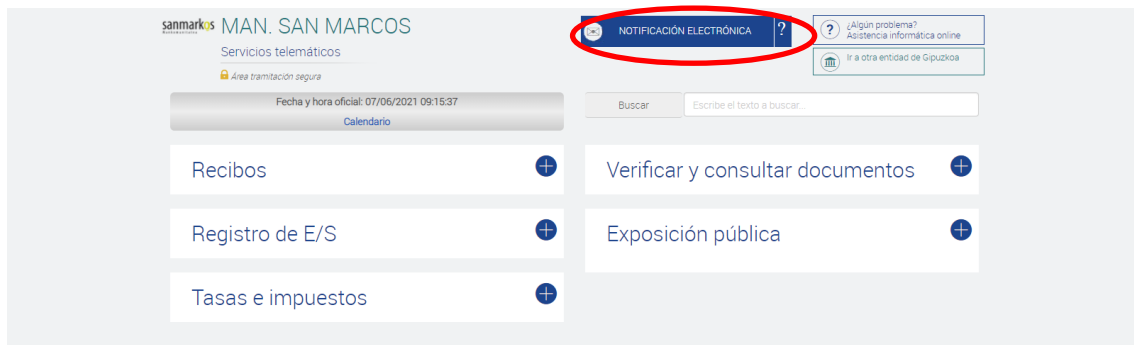 sanmarkos MAN. SAN MARCOS
Servicios telemáticos
Área tramitación segura
NOTIFICACIÓN ELECTRÓNICA ?
? ¿Algún problema?
Asistencia informática online
Ir a otra entidad de Gipuzkoa
Fecha y hora oficial: 07/06/2021 09:15:37
Calendario
Buscar Escribe el texto a buscar...
Recibos
Verificar y consultar documentos
Registro de E/S
Exposición pública
Tasas e impuestos